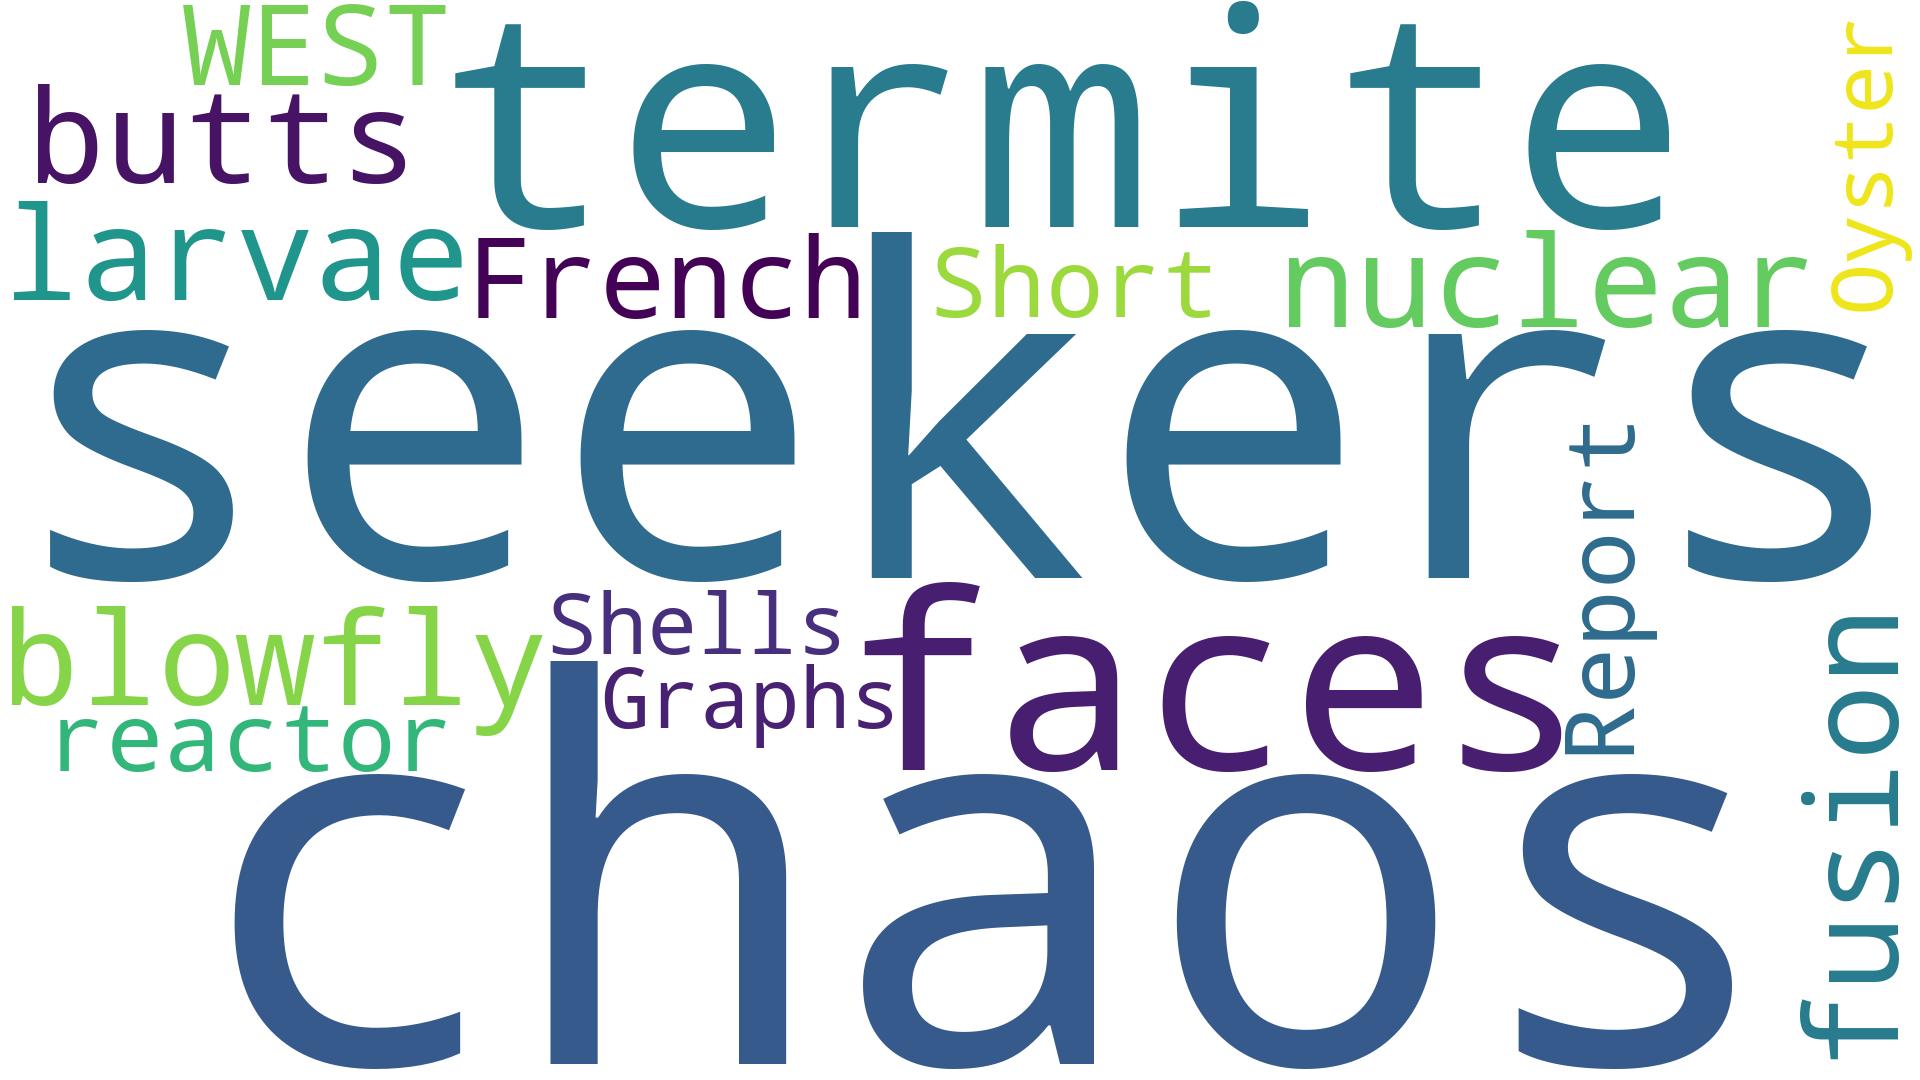 WEST
termite
Oyster
butts
larvae
French
Short
nuclear
seekers
Report
blowfly
Shells
faces
Graphs
fusion
reactor
chaos